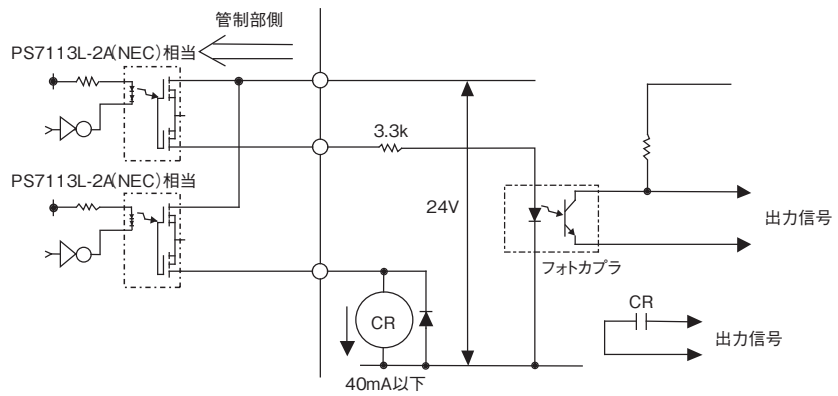 管制部側
PS7113L-2A(NEC)相当
3.3k
PS7113L-2A(NEC)相当
24V
出力信号
フォトカプラ
CR
CR
出力信号
40mA以下